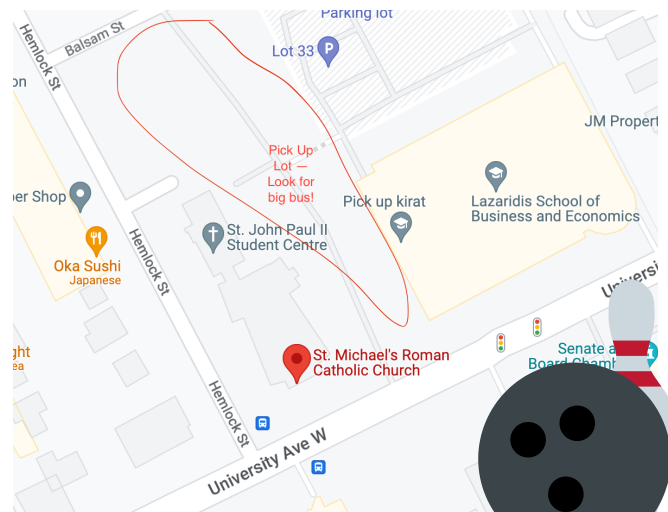 Parking lot
Hemlock St
Balsam St
Lot 33
P
on
JM Propert
Pick Up
Lot —
Look for
big bus!
per Shop
Pick up kirat
Lazaridis School of
Business and Economics
St. John Paul II
Student Centre
Oka Sushi
Japanese
Hemlock St
Universi
ght
ea
St. Michael's Roman
Catholic Church
Senate a
Board Chamb
Hemlock St
University Ave W